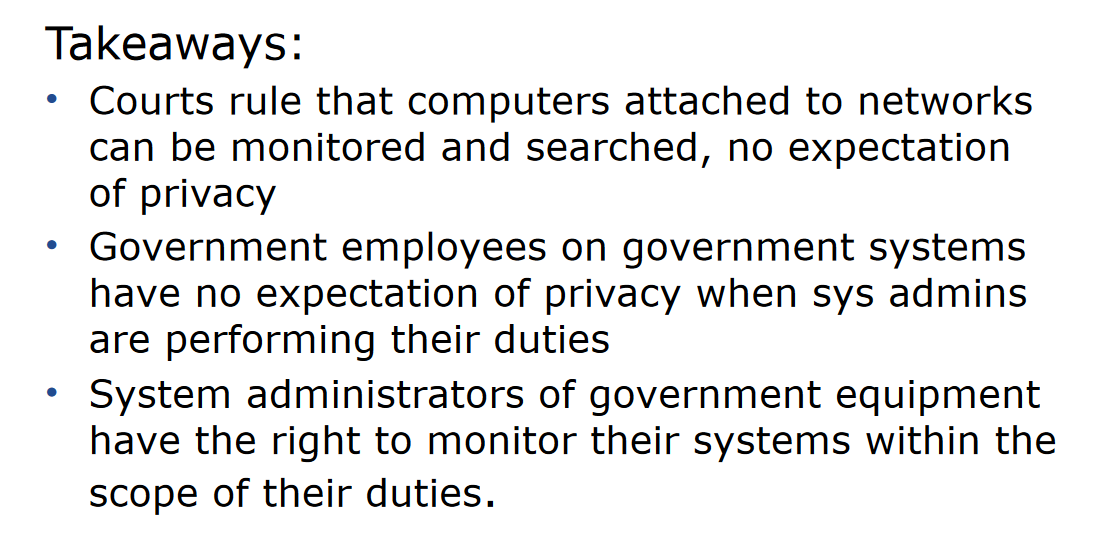 Takeaways:
• Courts rule that computers attached to networks
can be monitored and searched, no expectation
of privacy
• Government employees on government systems
have no expectation of privacy when sys admins
are performing their duties
• System administrators of government equipment
have the right to monitor their systems within the
scope of their duties.